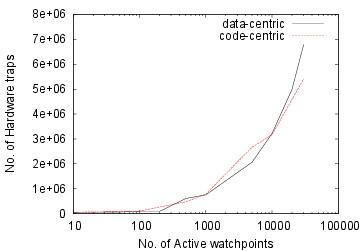 8e+06
7e+06
6e+06
5e+06
4e+06
3e+06
2e+06
1e+06
0
No. of Hardware traps
data-centric
code-centric
10 100 1000 10000 100000
No. of Active watchpoints